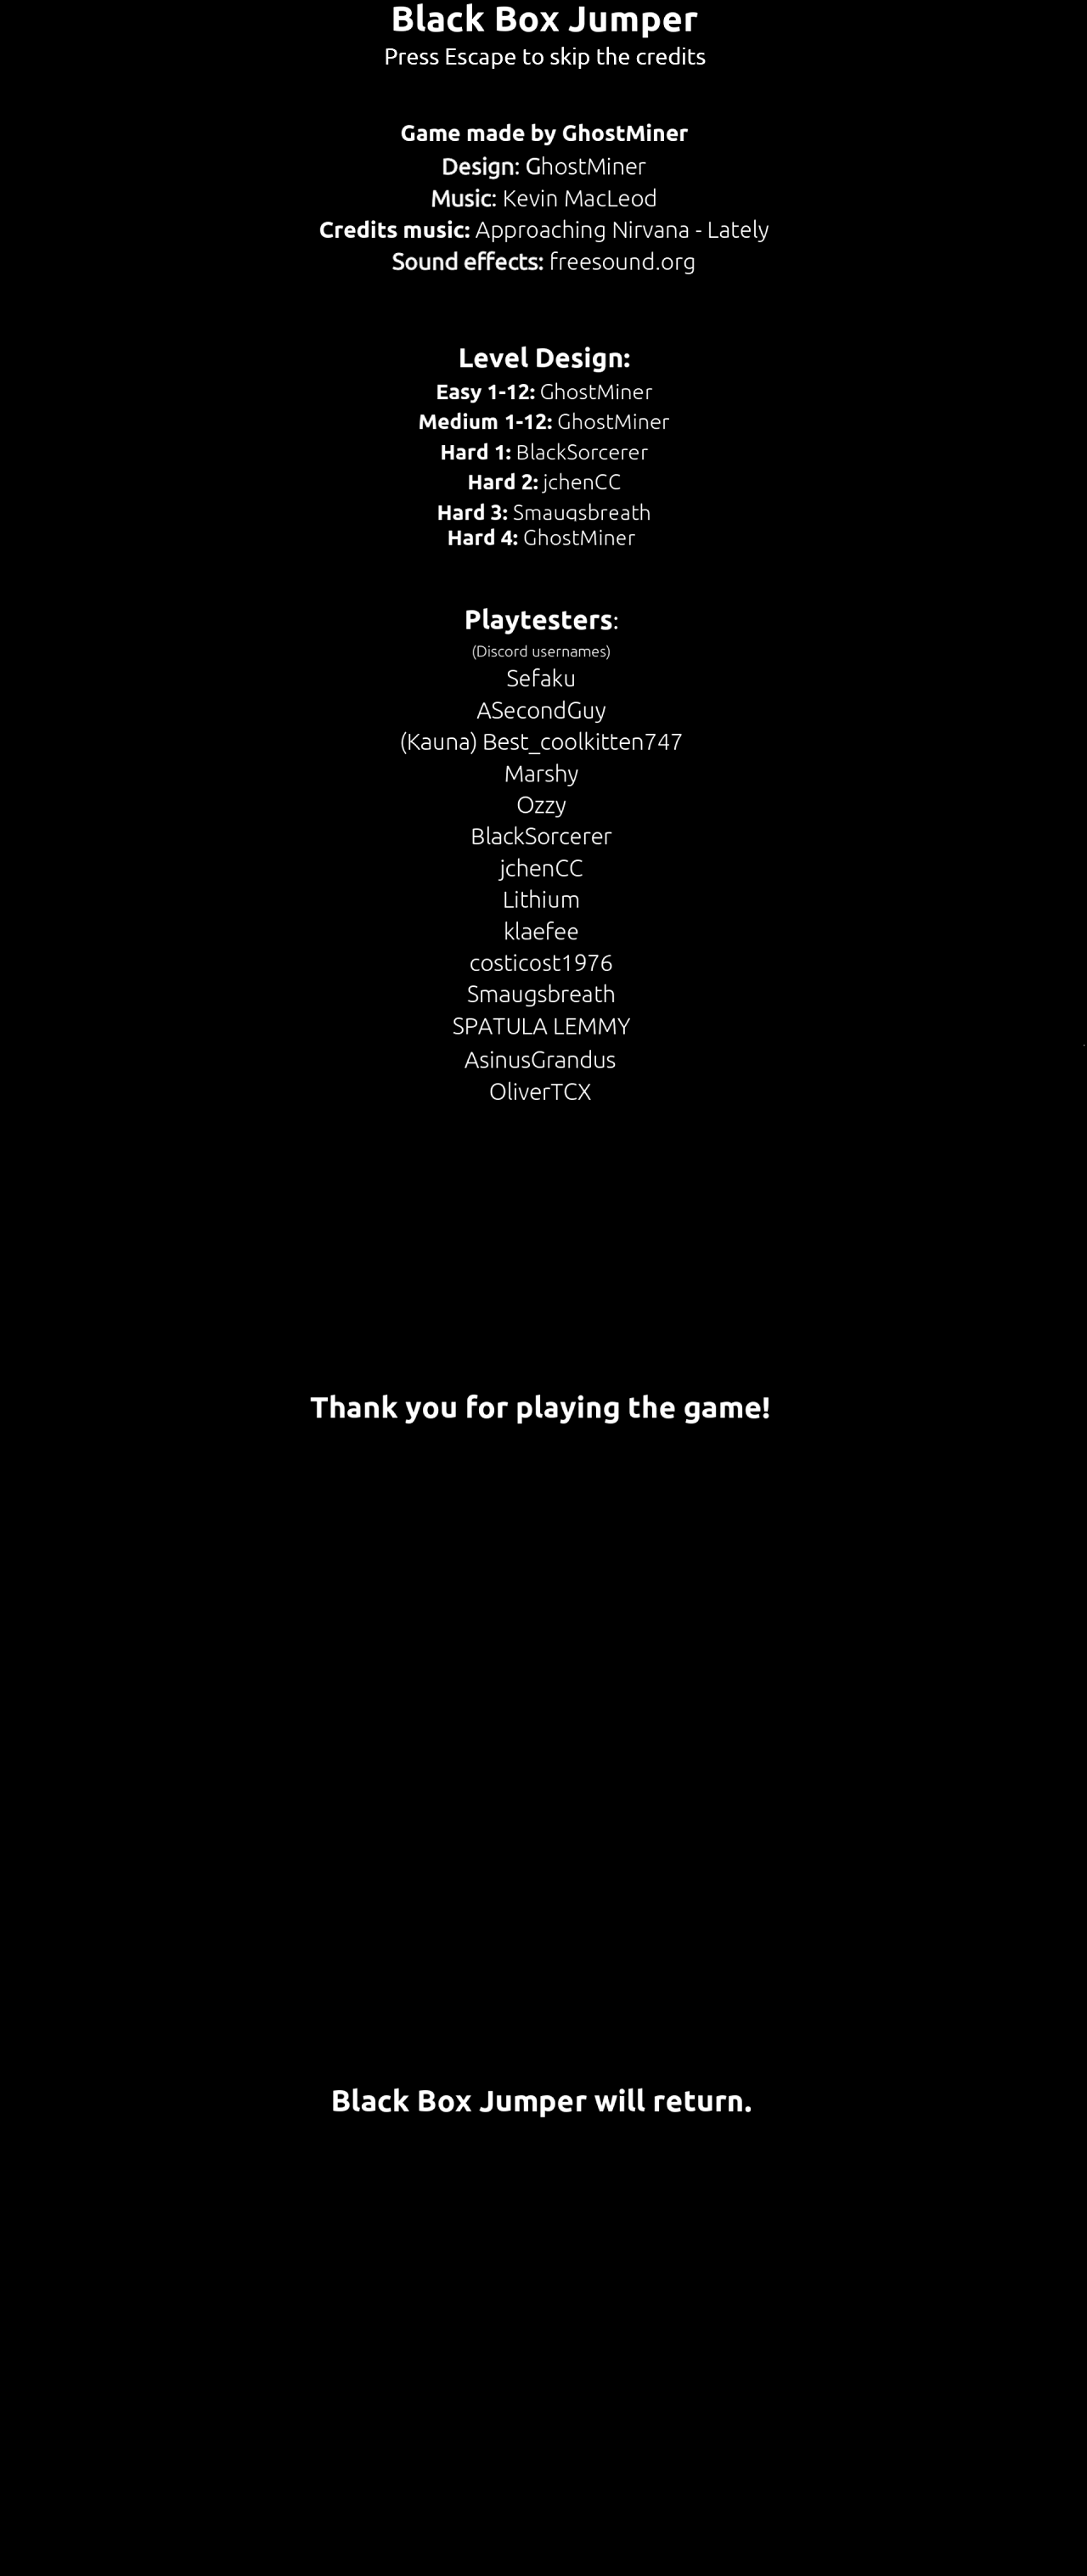 Black Box Jumper
Press Escape to skip the credits
Game made by GhostMiner
Design: GhostMiner
Music: Kevin MacLeod
Credits music: Approaching Nirvana - Lately
Sound effects: freesound.org
Level Design:
Easy 1-12: GhostMiner
Medium 1-12: GhostMiner
Hard 1: BlackSorcerer
Hard 2: jchenCC
Hard 3: Smaugsbreath
Hard 4: GhostMiner
Playtesters:
(Discord usernames)
Sefaku
ASecondGuy
(Kauna) Best_coolkitten747
Marshy
Ozzy
BlackSorcerer
jchenCC
Lithium
klaefee
costicost1976
Smaugsbreath
SPATULA LEMMY
AsinusGrandus
OliverTCX
Thank you for playing the game!
Black Box Jumper will return.